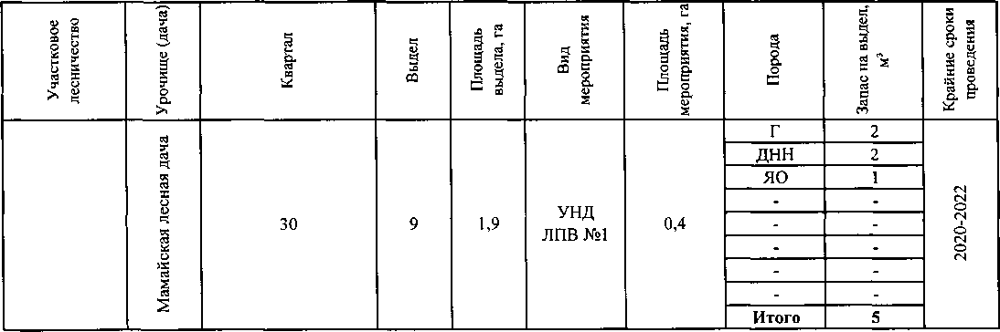 Участковое
лесничество
Урочище (дача)
Квартал
Выдел
Площадь
выдела, га
Вид
мероприятия
Площадь
мероприятия, га
Порода
Запас на выдел,
м³
Крайние сроки
проведения
Мамайская лесная дача
30
9
1,9
УНД
ЛПВ №1
0,4
Г 2
ДНН 2
ЯО 1
- -
- -
- -
- -
- -
Итого 5
2020-2022